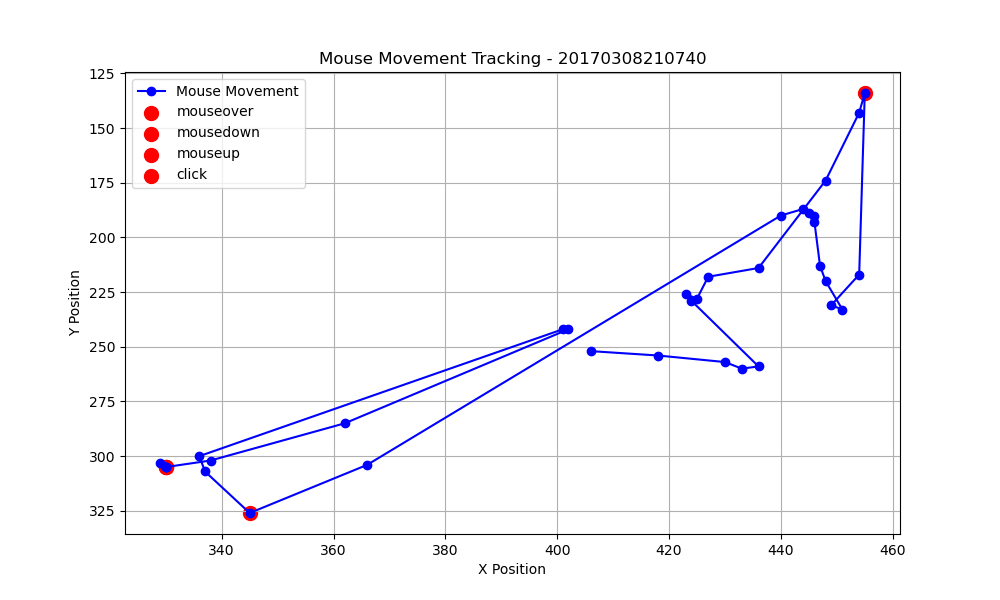 Mouse Movement Tracking - 20170308210740
Mouse Movement
mouseover
mousedown
mouseup
click
125
150
175
200
225
250
275
300
325
Y Position
340 360 380 400 420 440 460
X Position